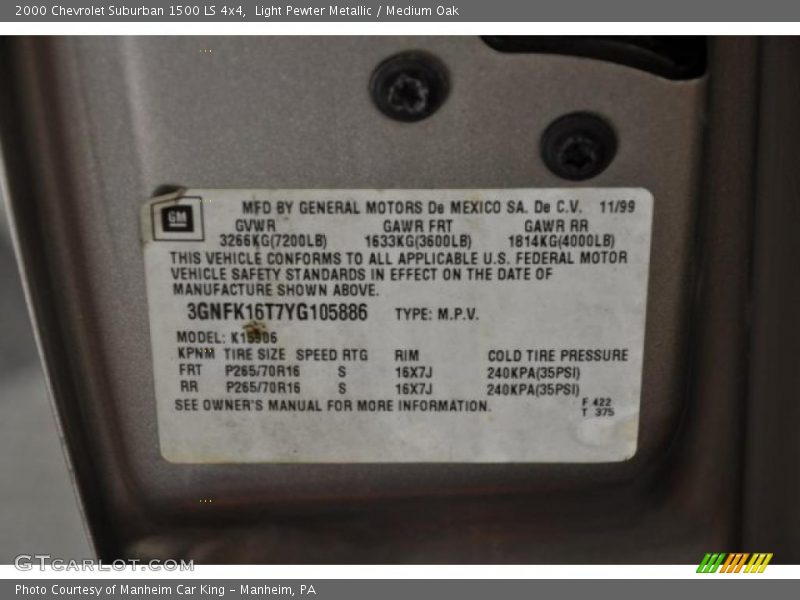 2000 Chevrolet Suburban 1500 LS 4x4, Light Pewter Metallic / Medium Oak
GM
MFD BY GENERAL MOTORS De MEXICO SA. De C.V. 11/99
GVWR GAWR FRT GAWR RR
3266KG(7200LB) 1633KG(3600LB) 1814KG(4000LB)
THIS VEHICLE CONFORMS TO ALL APPLICABLE U.S. FEDERAL MOTOR
VEHICLE SAFETY STANDARDS IN EFFECT ON THE DATE OF
MANUFACTURE SHOWN ABOVE.
3GNFK16T7YG105886 TYPE: M.P.V.
MODEL: K15906
KPNM TIRE SIZE SPEED RTG RIM COLD TIRE PRESSURE
FRT P265/70R16 S 16X7J 240KPA(35PSI)
RR P265/70R16 S 16X7J 240KPA(35PSI)
SEE OWNER'S MANUAL FOR MORE INFORMATION.
F 422
T 375
GTcarlot.com
Photo Courtesy of Manheim Car King - Manheim, PA